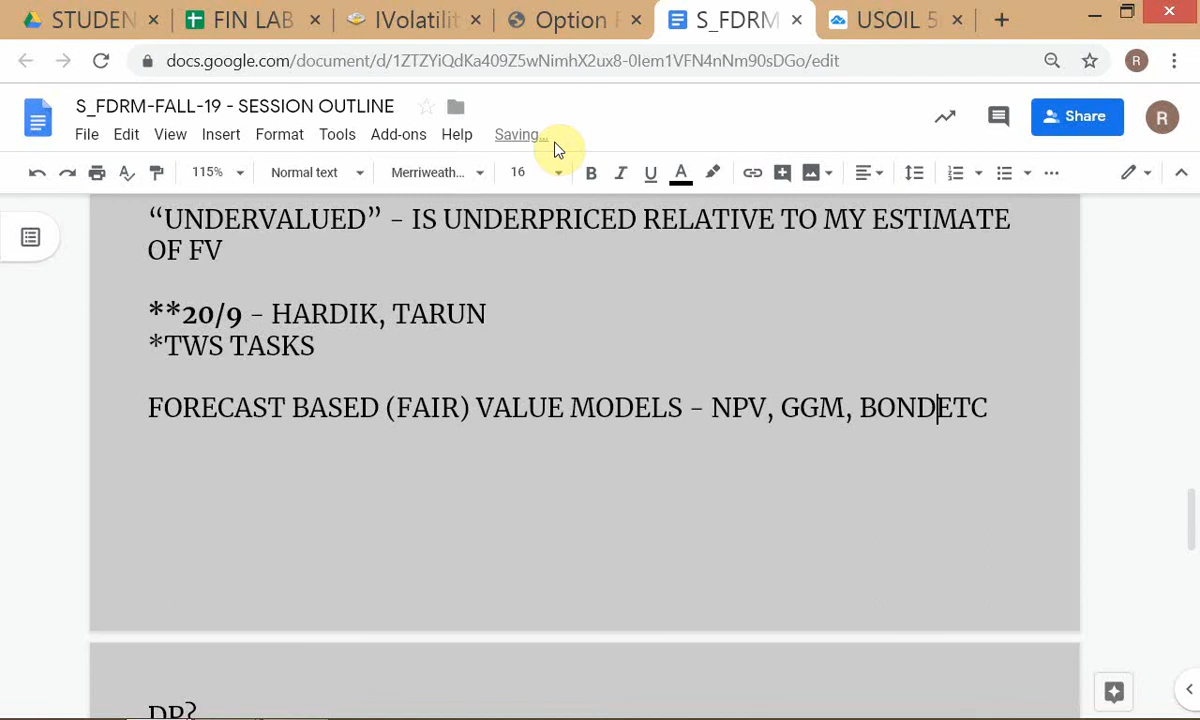 STUDEN
FIN LAB
IVolatilit
Option
S_FDRM
USOIL 5
docs.google.com/document/d/1ZTZYiQdKa409Z5wNimhX2ux8-0Iem1VFN4nNm90sDGo/edit
R
S_FDRM-FALL-19 - SESSION OUTLINE
File Edit View Insert Format Tools Add-ons Help Saving...
Share
R
115% Normal text Merriweath... 16 B I U A
“UNDERVALUED” - IS UNDERPRICED RELATIVE TO MY ESTIMATE
OF FV
**20/9 - HARDIK, TARUN
*TWS TASKS
FORECAST BASED (FAIR) VALUE MODELS - NPV, GGM, BONDETC
DP?